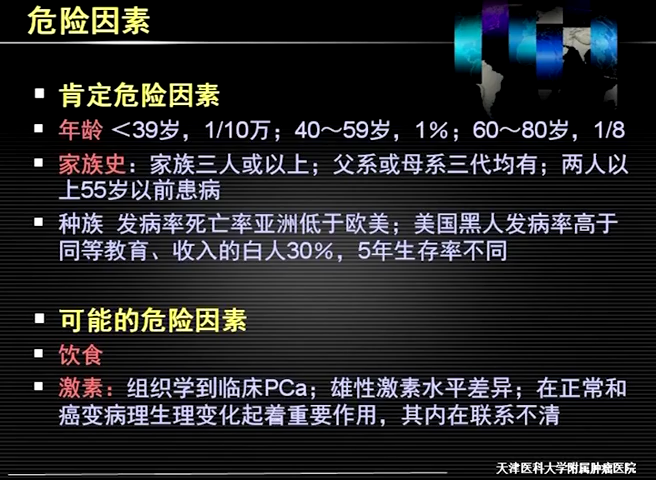 危险因素
肯定危险因素
年龄 <39岁，1/10万；40～59岁，1%；60～80岁，1/8
家族史：家族三人或以上；父系或母系三代均有；两人以
上55岁以前患病
种族 发病率死亡率亚洲低于欧美；美国黑人发病率高于
同等教育、收入的白人30%，5年生存率不同
可能的危险因素
饮食
激素：组织学到临床PCa；雄性激素水平差异；在正常和
癌变病理生理变化起着重要作用，其内在联系不清
天津医科大学附属肿瘤医院